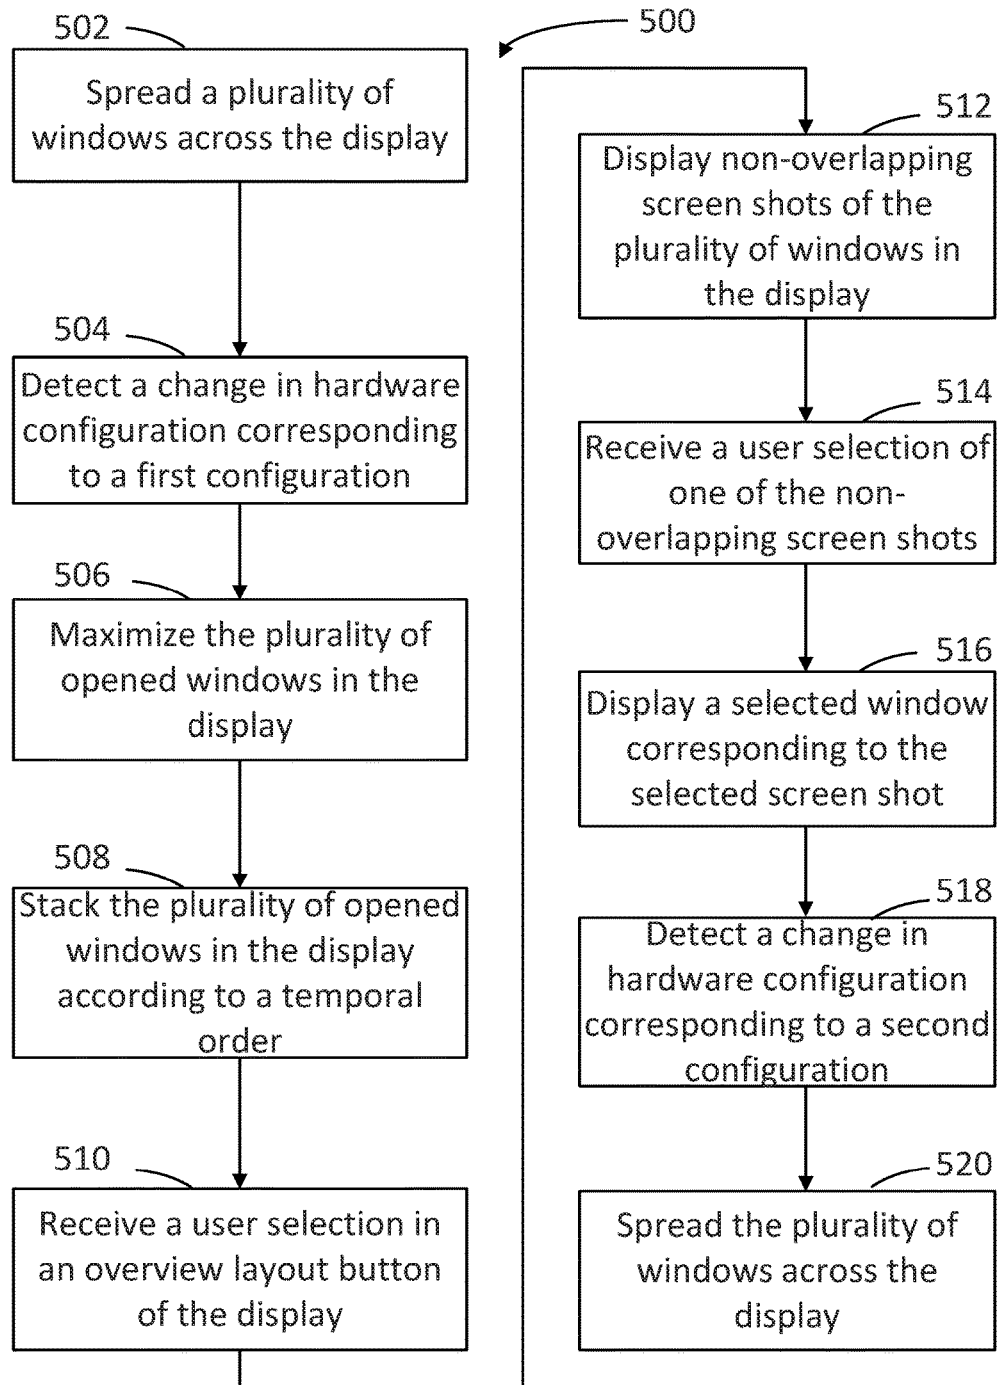 502
Spread a plurality of
windows across the display
504
Detect a change in hardware
configuration corresponding
to a first configuration
506
Maximize the plurality of
opened windows in the
display
508
Stack the plurality of opened
windows in the display
according to a temporal
order
510
Receive a user selection in
an overview layout button
of the display
500
512
Display non-overlapping
screen shots of the
plurality of windows in
the display
514
Receive a user selection of
one of the non-
overlapping screen shots
516
Display a selected window
corresponding to the
selected screen shot
518
Detect a change in
hardware configuration
corresponding to a second
configuration
520
Spread the plurality of
windows across the
display